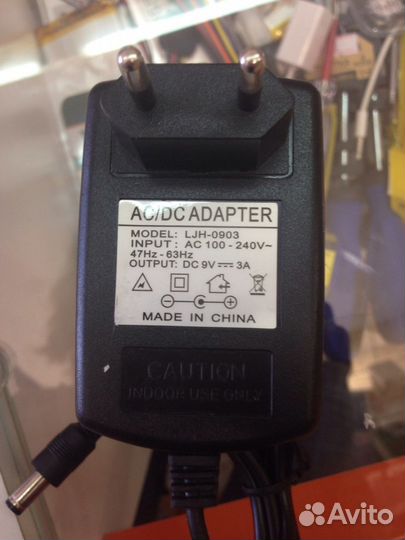 AC/DC ADAPTER
MODEL: LJH-0903
INPUT: AC 100 - 240V~
47Hz - 63Hz
OUTPUT: DC 9V⎓3A
MADE IN CHINA
CAUTION
INDOOR USE ONLY
Avito